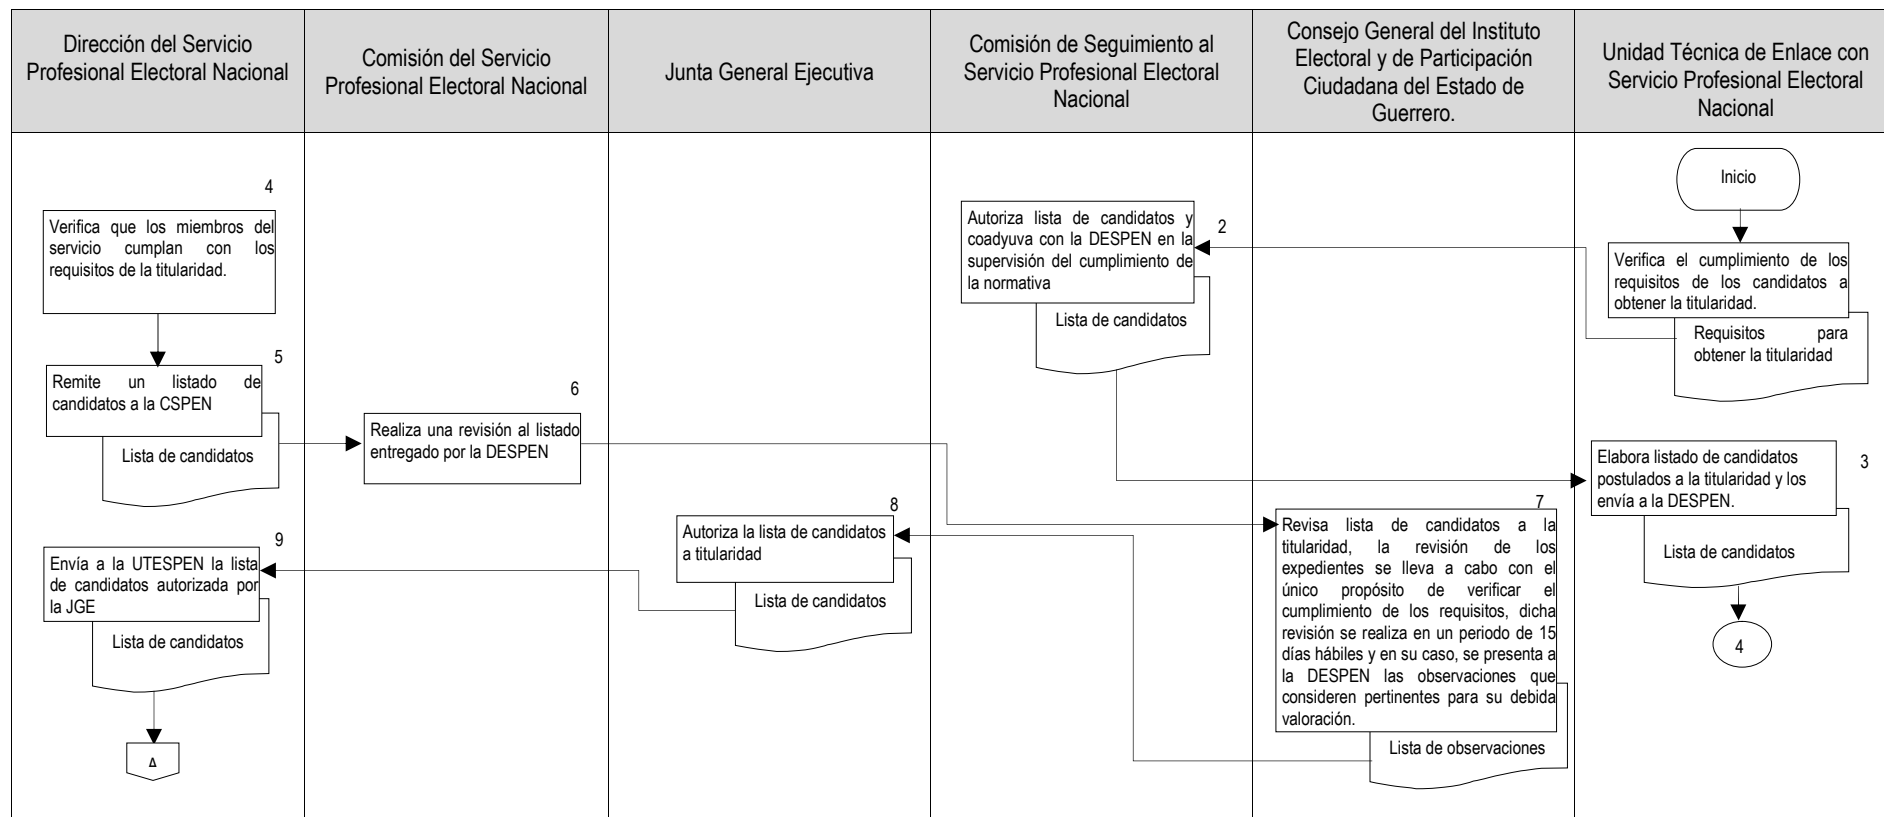 Dirección del Servicio
Profesional Electoral Nacional
Comisión del Servicio
Profesional Electoral Nacional
Junta General Ejecutiva
Comisión de Seguimiento al
Servicio Profesional Electoral
Nacional
Consejo General del Instituto
Electoral y de Participación
Ciudadana del Estado de
Guerrero.
Unidad Técnica de Enlace con
Servicio Profesional Electoral
Nacional
Inicio
Verifica el cumplimiento de los
requisitos de los candidatos a
obtener la titularidad.
Requisitos para
obtener la titularidad
2
Autoriza lista de candidatos y
coadyuva con la DESPEN en la
supervisión del cumplimiento de
la normativa
Lista de candidatos
3
Elabora listado de candidatos
postulados a la titularidad y los
envía a la DESPEN.
Lista de candidatos
4
4
Verifica que los miembros del
servicio cumplan con los
requisitos de la titularidad.
5
Remite un listado de
candidatos a la CSPEN
Lista de candidatos
6
Realiza una revisión al listado
entregado por la DESPEN
7
Revisa lista de candidatos a la
titularidad, la revisión de los
expedientes se lleva a cabo con el
único propósito de verificar el
cumplimiento de los requisitos, dicha
revisión se realiza en un periodo de 15
días hábiles y en su caso, se presenta a
la DESPEN las observaciones que
consideren pertinentes para su debida
valoración.
Lista de observaciones
8
Autoriza la lista de candidatos
a titularidad
Lista de candidatos
9
Envía a la UTESPEN la lista
de candidatos autorizada por
la JGE
Lista de candidatos
A